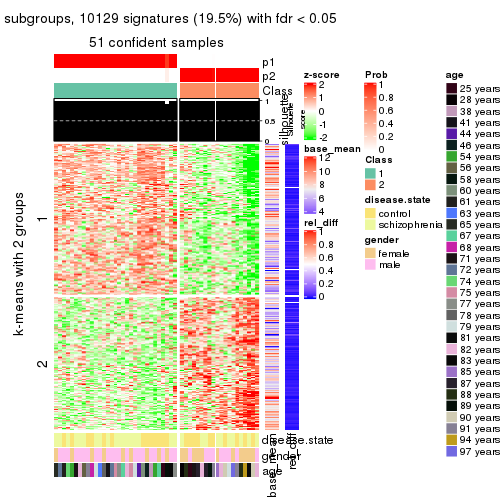 subgroups, 10129 signatures (19.5%) with fdr < 0.05
51 confident samples
p1
p2
Class
1
0.5
0
silhouette
Silhouette
score
k-means with 2 groups
1
2
disease.state
gender
age
base_mean
rel_diff
z-score
2
1
0
-1
-2
base_mean
12
10
8
6
4
rel_diff
1
0.8
0.6
0.4
0.2
0
Prob
1
0.8
0.6
0.4
0.2
0
Class
1
2
disease.state
control
schizophrenia
gender
female
male
age
25 years
28 years
38 years
41 years
44 years
46 years
54 years
56 years
58 years
60 years
61 years
63 years
65 years
67 years
68 years
71 years
72 years
74 years
75 years
77 years
78 years
79 years
81 years
82 years
83 years
85 years
87 years
88 years
89 years
90 years
91 years
94 years
97 years